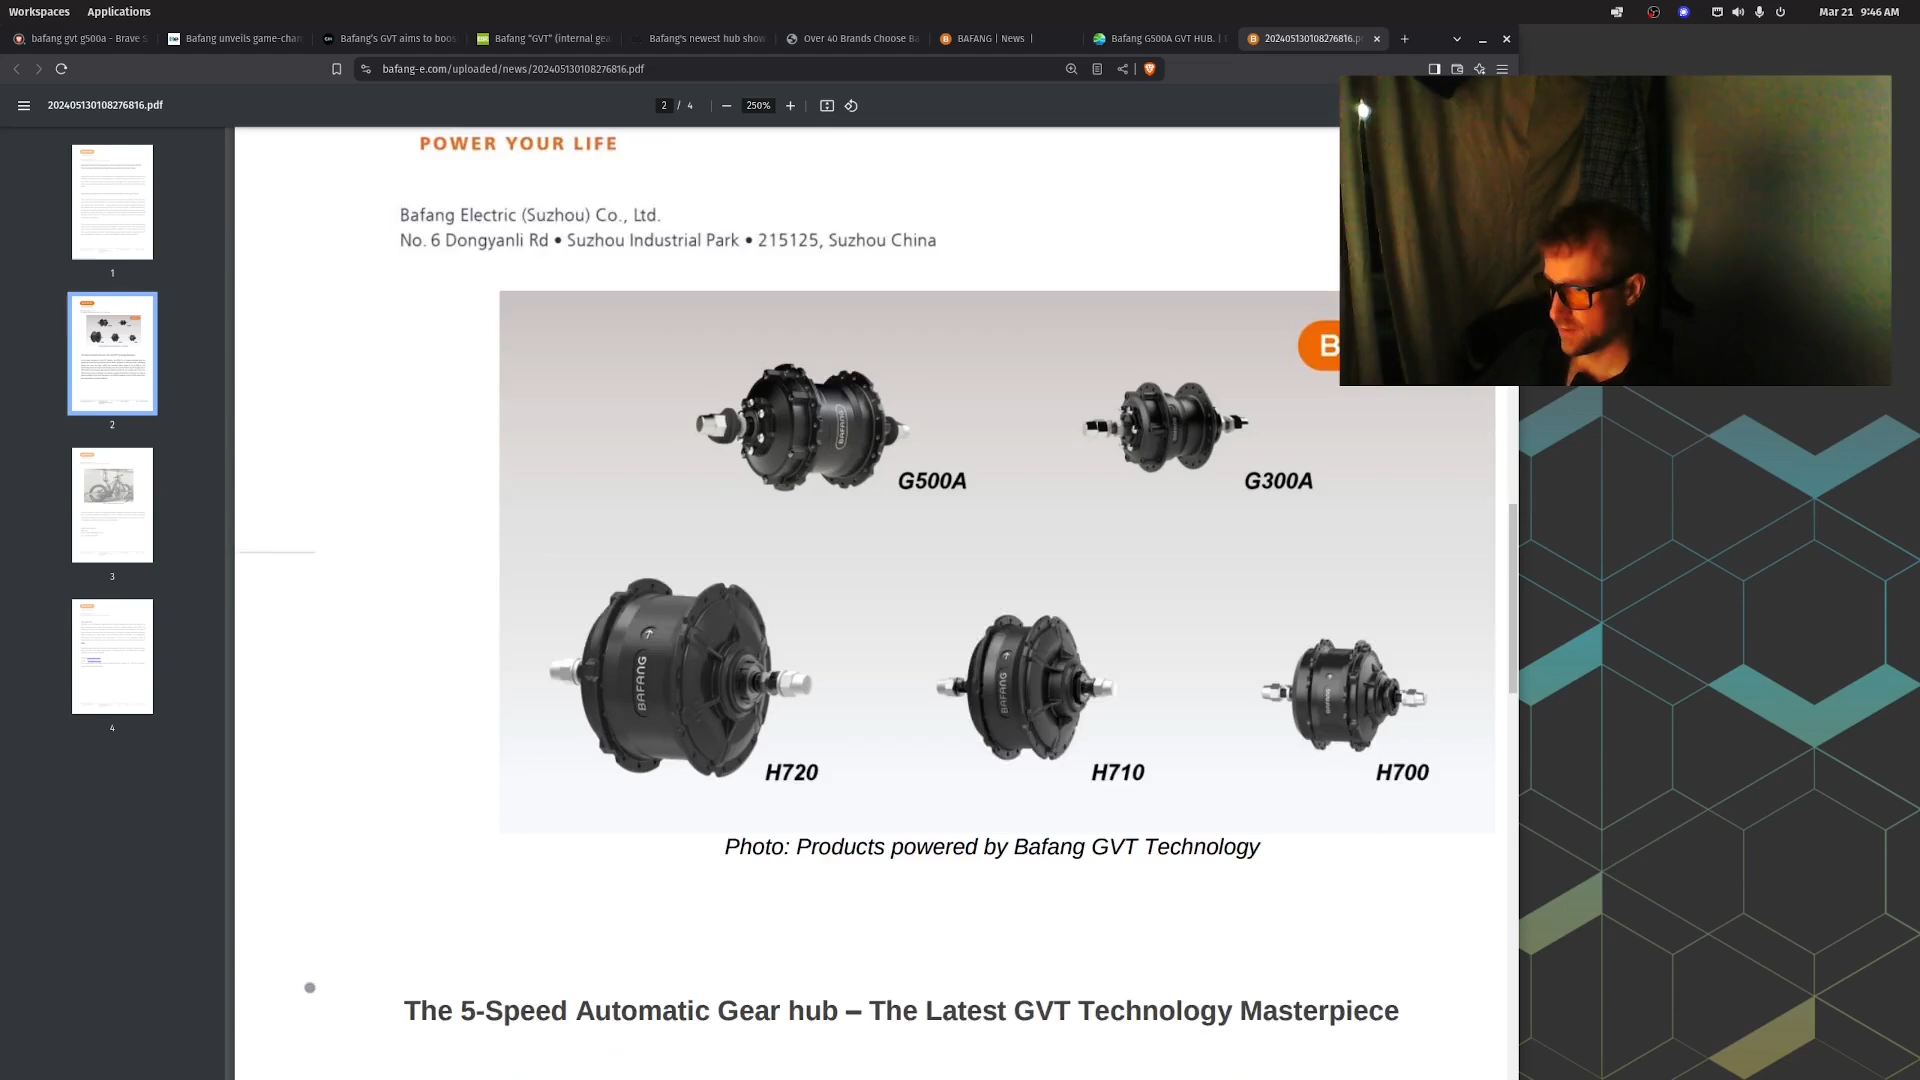 Workspaces Applications Mar 21 9:46 AM
bafang gvt g500a - Brave S Bafang unveils game-chan Bafang's GVT aims to boos Bafang "GVT" (internal gea Bafang's newest hub show Over 40 Brands Choose Ba BAFANG | News | Bafang G500A GVT HUB. | 202405130108276816.p
bafang-e.com/uploaded/news/202405130108276816.pdf
202405130108276816.pdf 2 / 4 250%
POWER YOUR LIFE
Bafang Electric (Suzhou) Co., Ltd.
No. 6 Dongyanli Rd • Suzhou Industrial Park • 215125, Suzhou China
B
BAFANG
G500A
G300A
BAFANG
H720
BAFANG
H710
BAFANG
H700
Photo: Products powered by Bafang GVT Technology
The 5-Speed Automatic Gear hub – The Latest GVT Technology Masterpiece
1
2
3
4